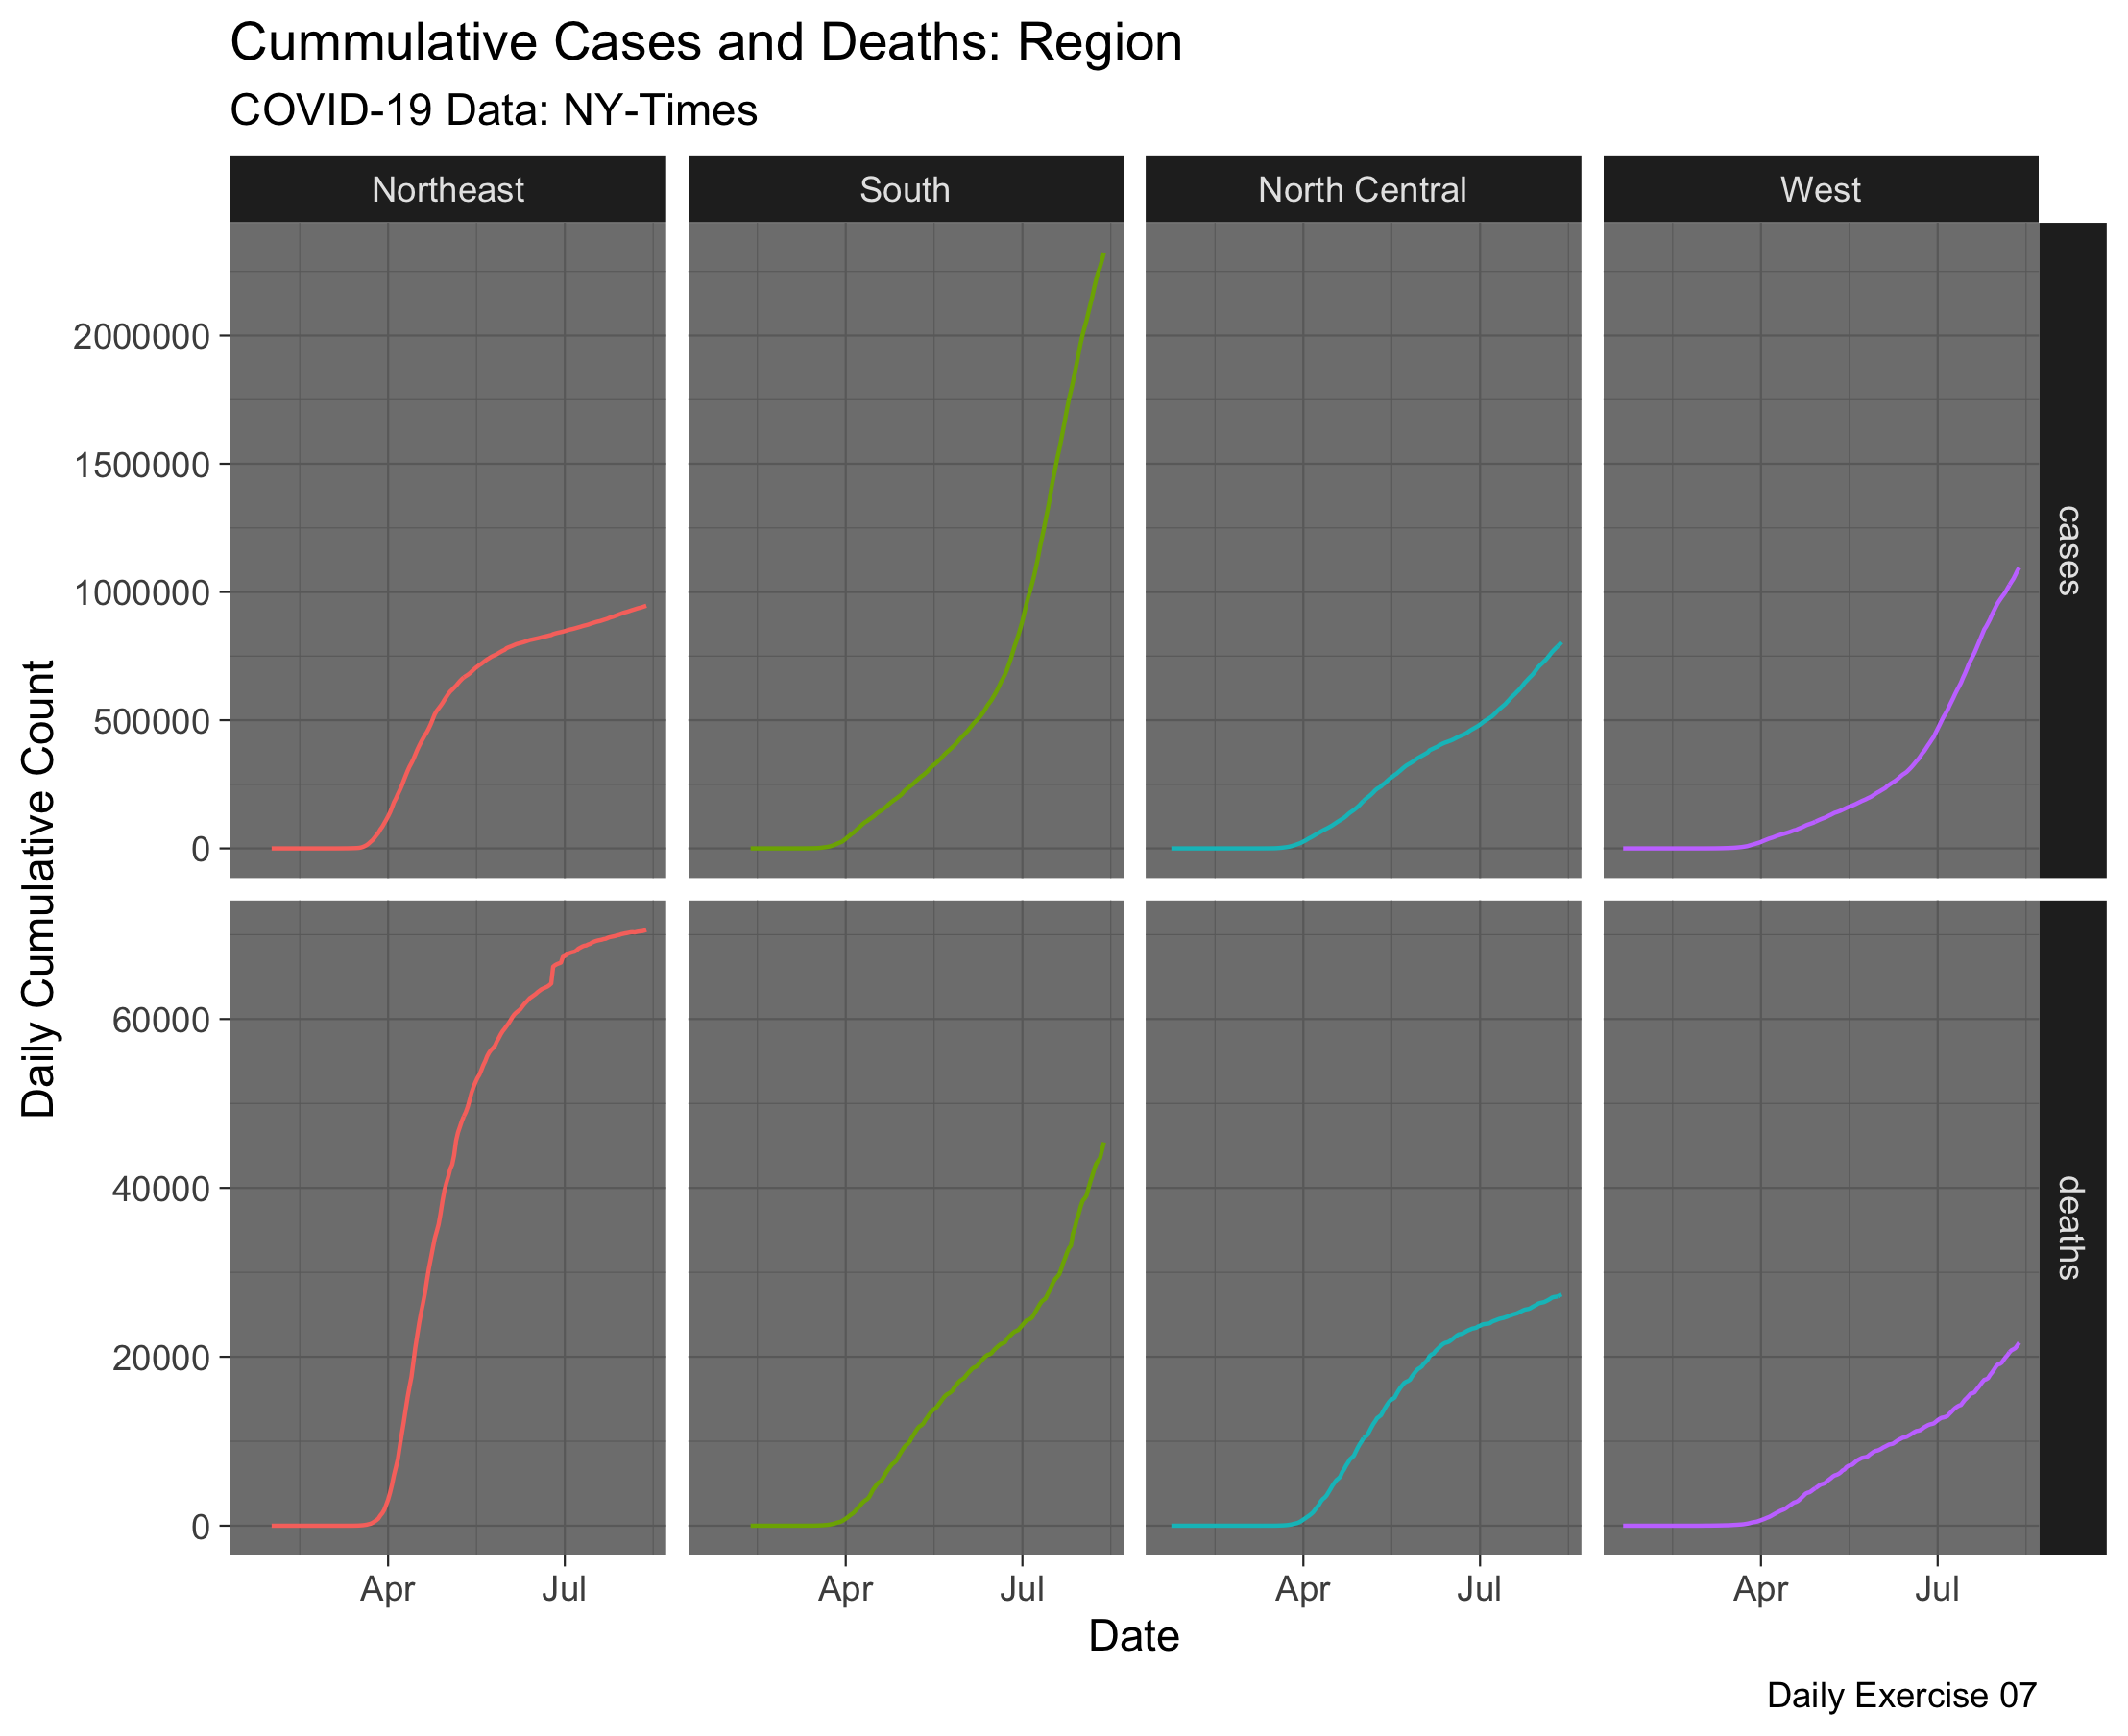 Cummulative Cases and Deaths: Region
COVID-19 Data: NY-Times
Northeast
South
North Central
West
Daily Cumulative Count
2000000
1500000
1000000
500000
0
cases
60000
40000
20000
0
deaths
Apr
Jul
Apr
Jul
Apr
Jul
Apr
Jul
Date
Daily Exercise 07